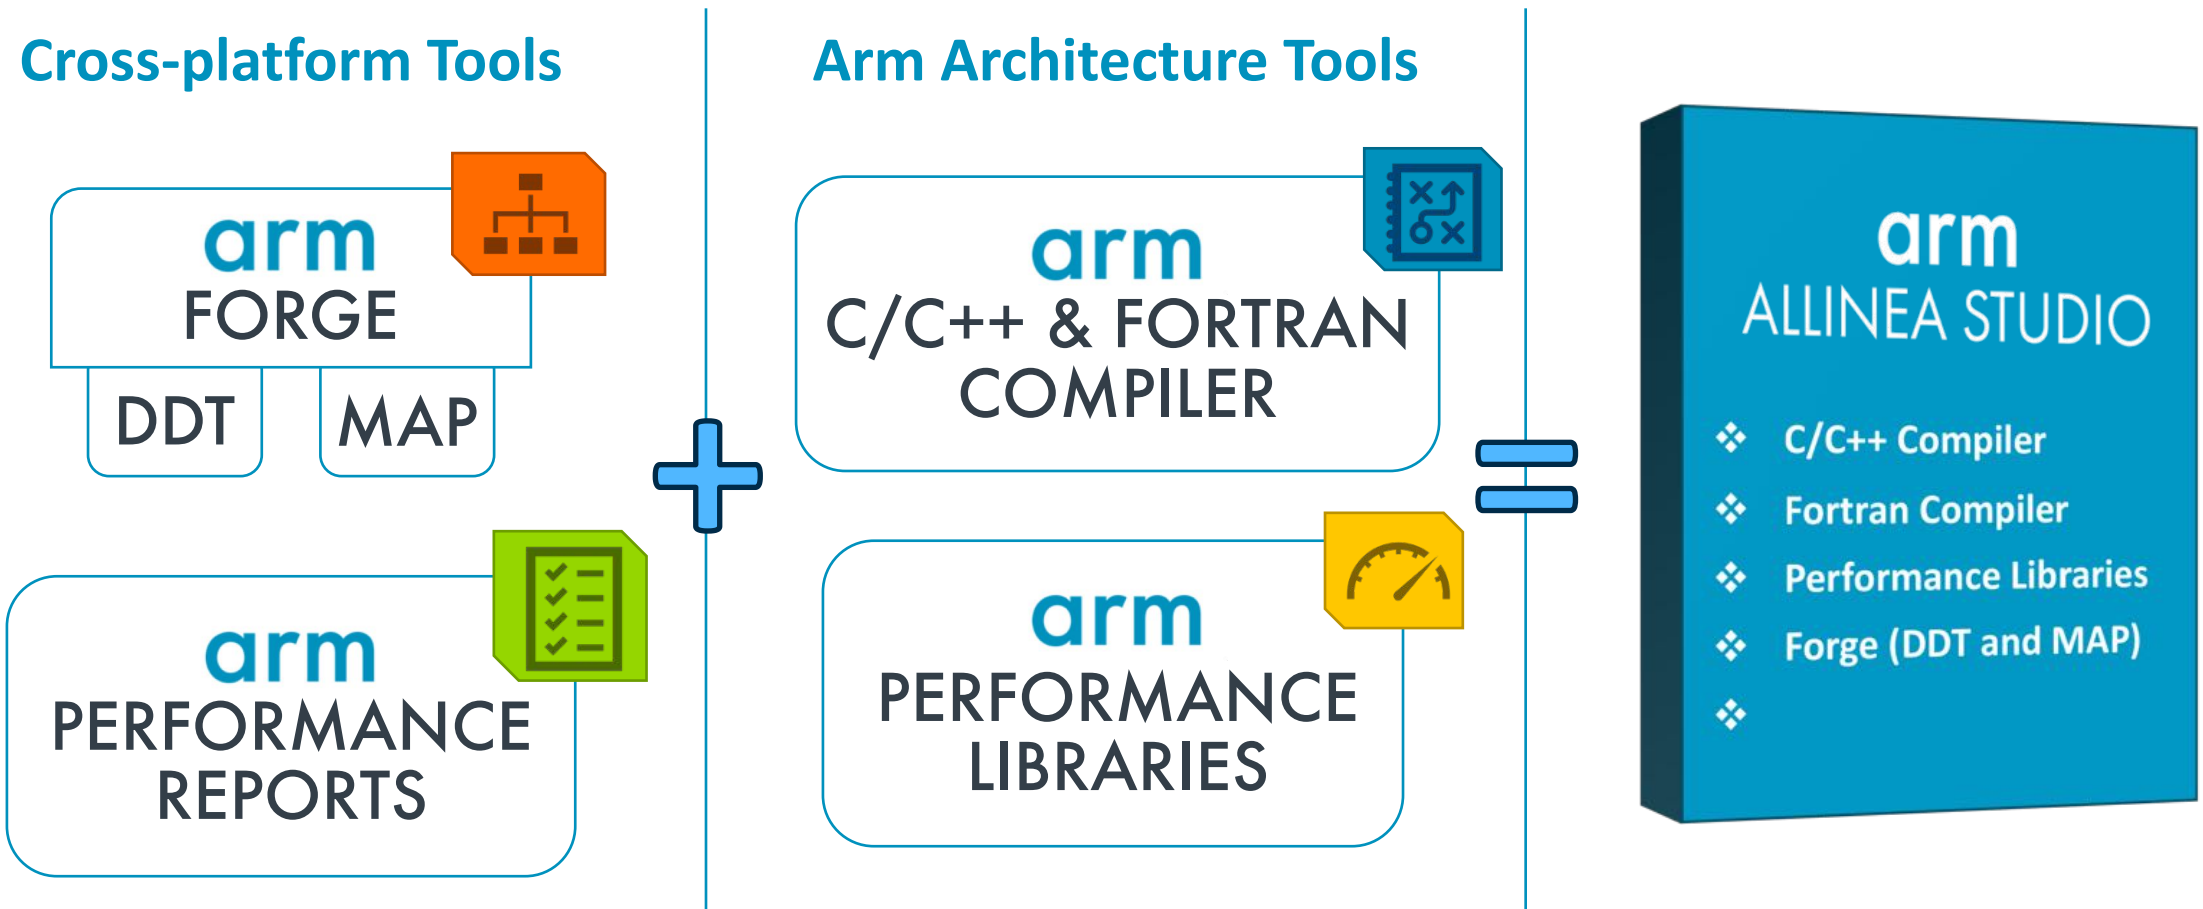 Cross-platform Tools
arm
FORGE
DDT
MAP
arm
PERFORMANCE
REPORTS
Arm Architecture Tools
arm
C/C++ & FORTRAN
COMPILER
arm
PERFORMANCE
LIBRARIES
arm
ALLINEA STUDIO
❖ C/C++ Compiler
❖ Fortran Compiler
❖ Performance Libraries
❖ Forge (DDT and MAP)
❖